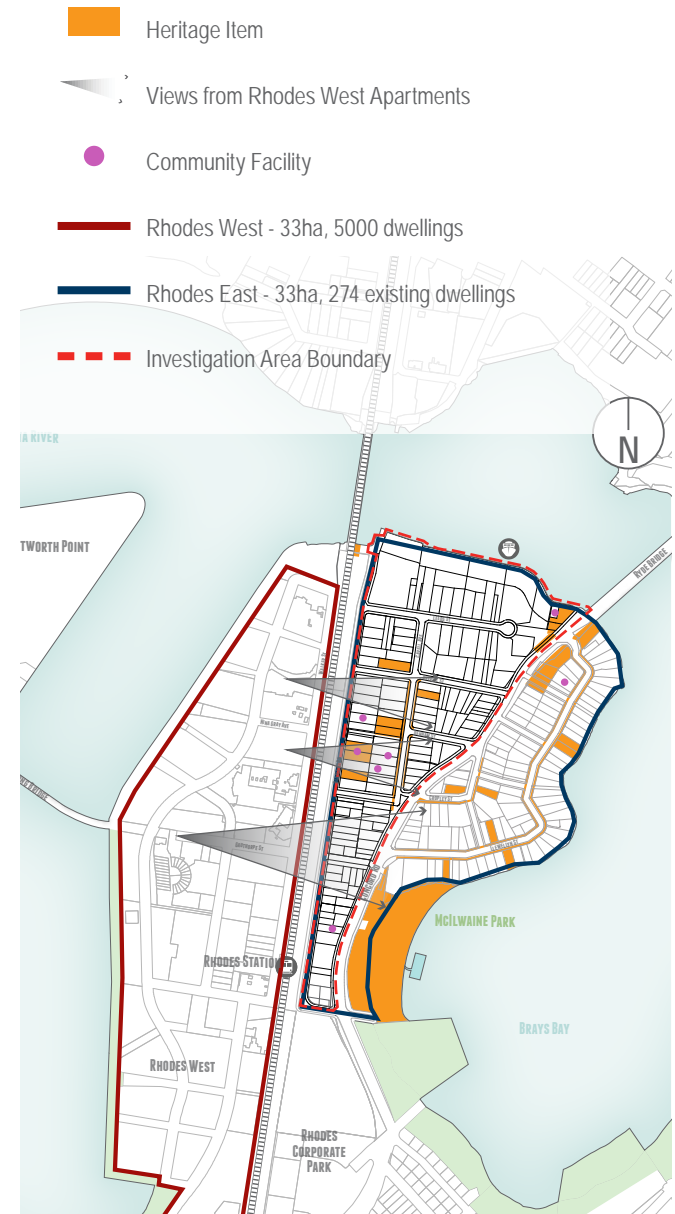 Heritage Item
Views from Rhodes West Apartments
Community Facility
Rhodes West - 33ha, 5000 dwellings
Rhodes East - 33ha, 274 existing dwellings
Investigation Area Boundary
N
A RIVER
TWORTH POINT
RYDE BRIDGE
BRIDGE
MCILWAINE PARK
RHODES STATION
BRAYS BAY
RHODES WEST
RHODES
CORPORATE
PARK